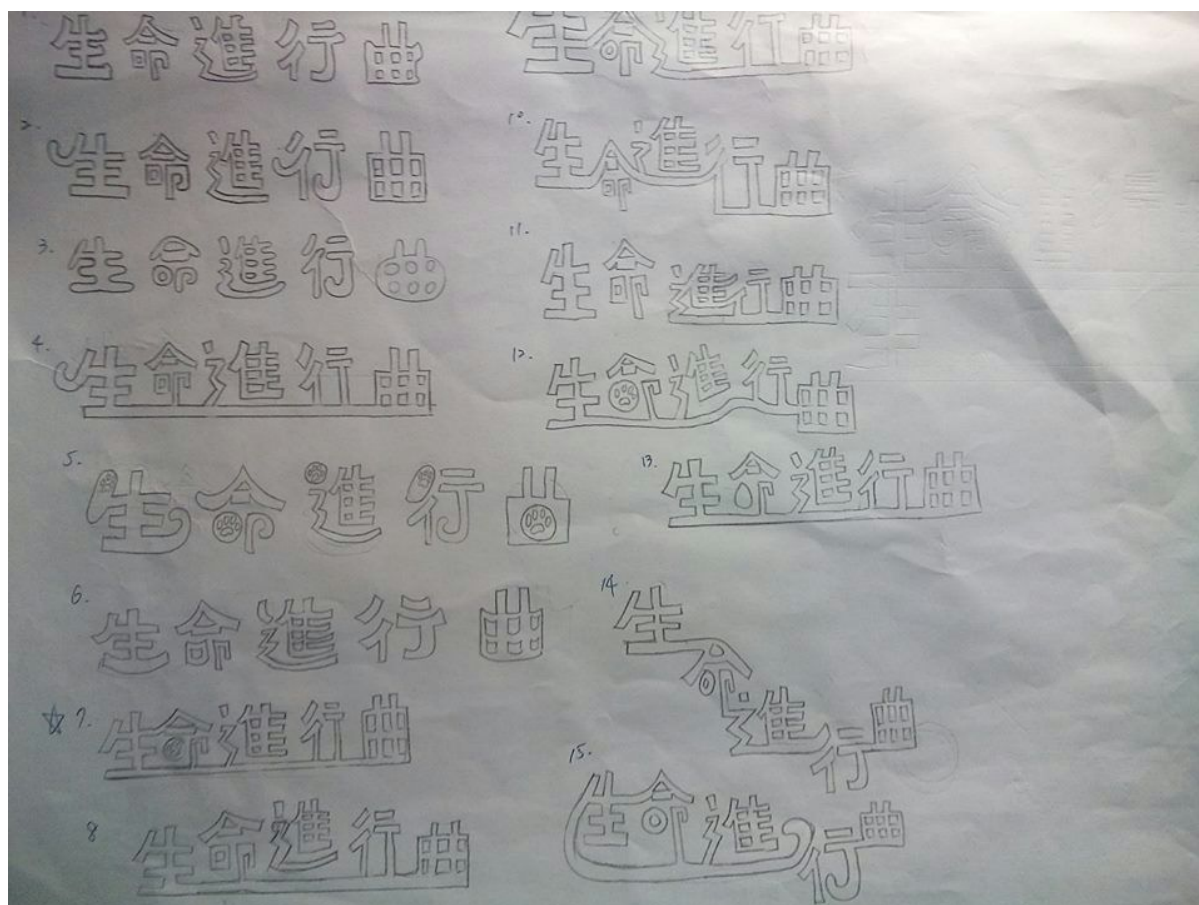 生命進行曲
2. 生命進行曲
3. 生命進行曲
4. 生命進行曲
5. 生命進行曲
6. 生命進行曲
☆7. 生命進行曲
8 生命進行曲
生命進行曲
10. 生命進行曲
11. 生命進行曲
12. 生命進行曲
13. 生命進行曲
14. 生命進行曲
15. 生命進行曲